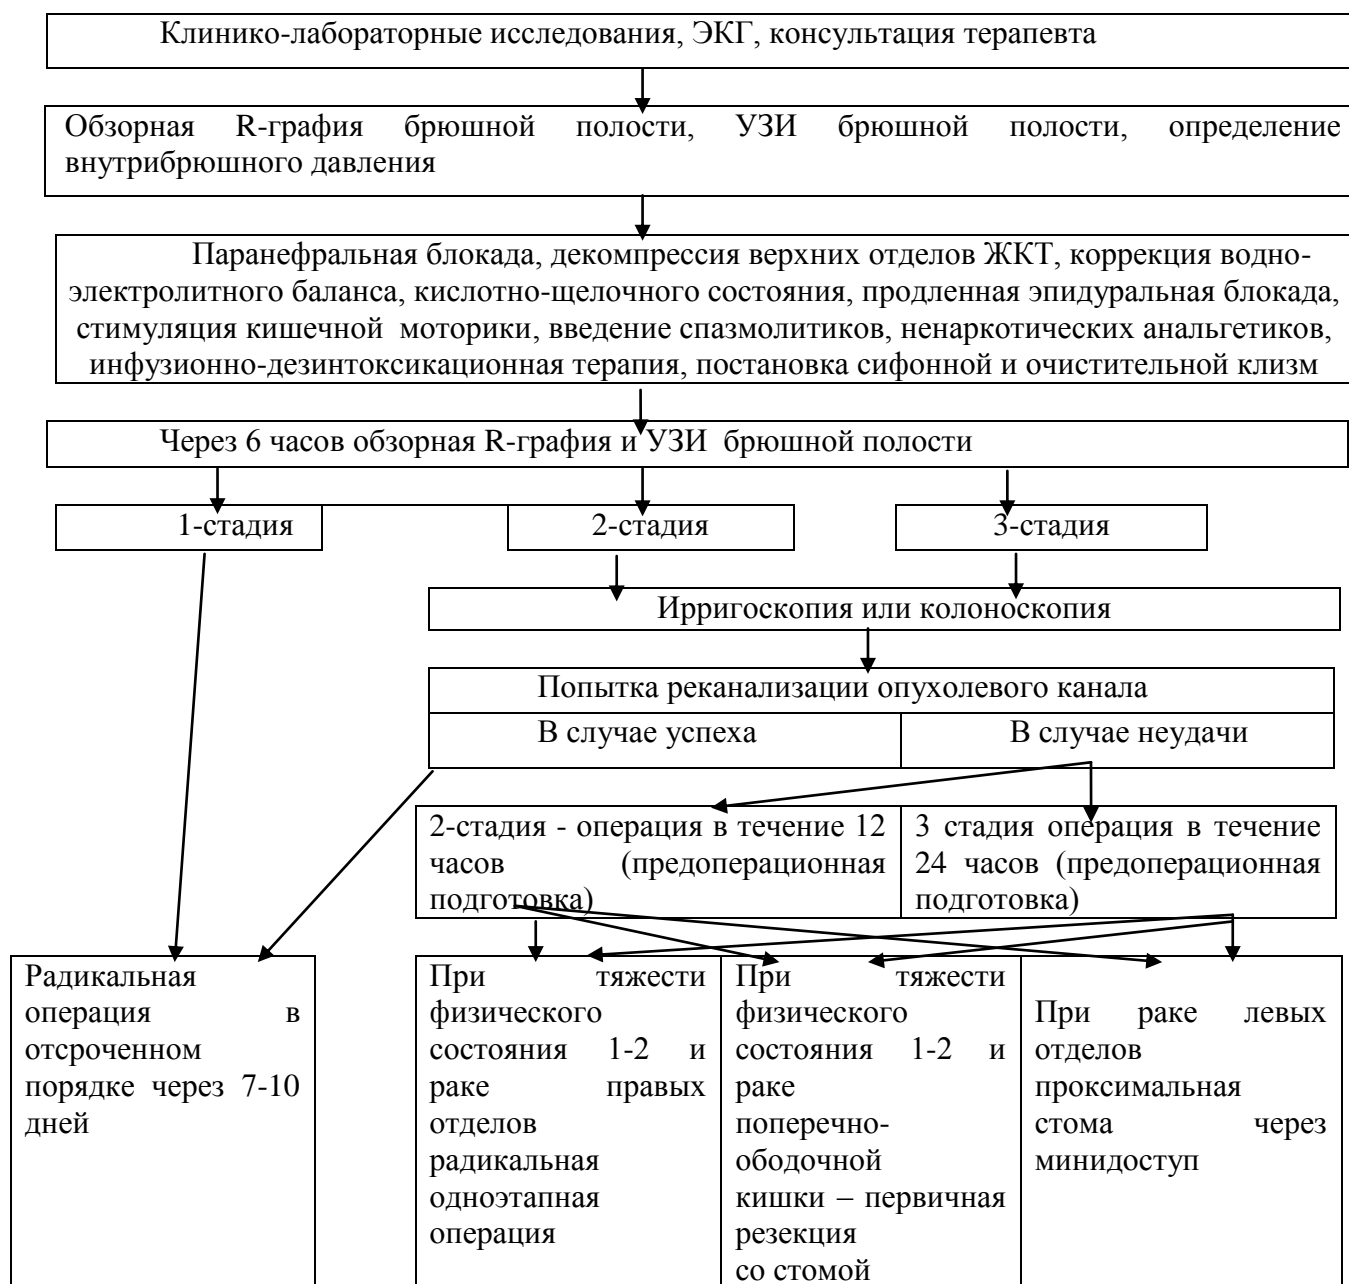 Клинико-лабораторные исследования, ЭКГ, консультация терапевта
Обзорная R-графия брюшной полости, УЗИ брюшной полости, определение
внутрибрюшного давления
Паранефральная блокада, декомпрессия верхних отделов ЖКТ, коррекция водно-
электролитного баланса, кислотно-щелочного состояния, продленная эпидуральная блокада,
стимуляция кишечной моторики, введение спазмолитиков, ненаркотических анальгетиков,
инфузионно-дезинтоксикационная терапия, постановка сифонной и очистительной клизм
Через 6 часов обзорная R-графия и УЗИ брюшной полости
1-стадия
2-стадия
3-стадия
Ирригоскопия или колоноскопия
Попытка реканализации опухолевого канала
В случае успеха
В случае неудачи
2-стадия - операция в течение 12
часов (предоперационная
подготовка)
3 стадия операция в течение
24 часов (предоперационная
подготовка)
Радикальная
операция в
отсроченном
порядке через 7-10
дней
При тяжести
физического
состояния 1-2 и
раке правых
отделов
радикальная
одноэтапная
операция
При тяжести
физического
состояния 1-2 и
раке
поперечно-
ободочной
кишки – первичная
резекция
со стомой
При раке левых
отделов
проксимальная
стома через
минидоступ